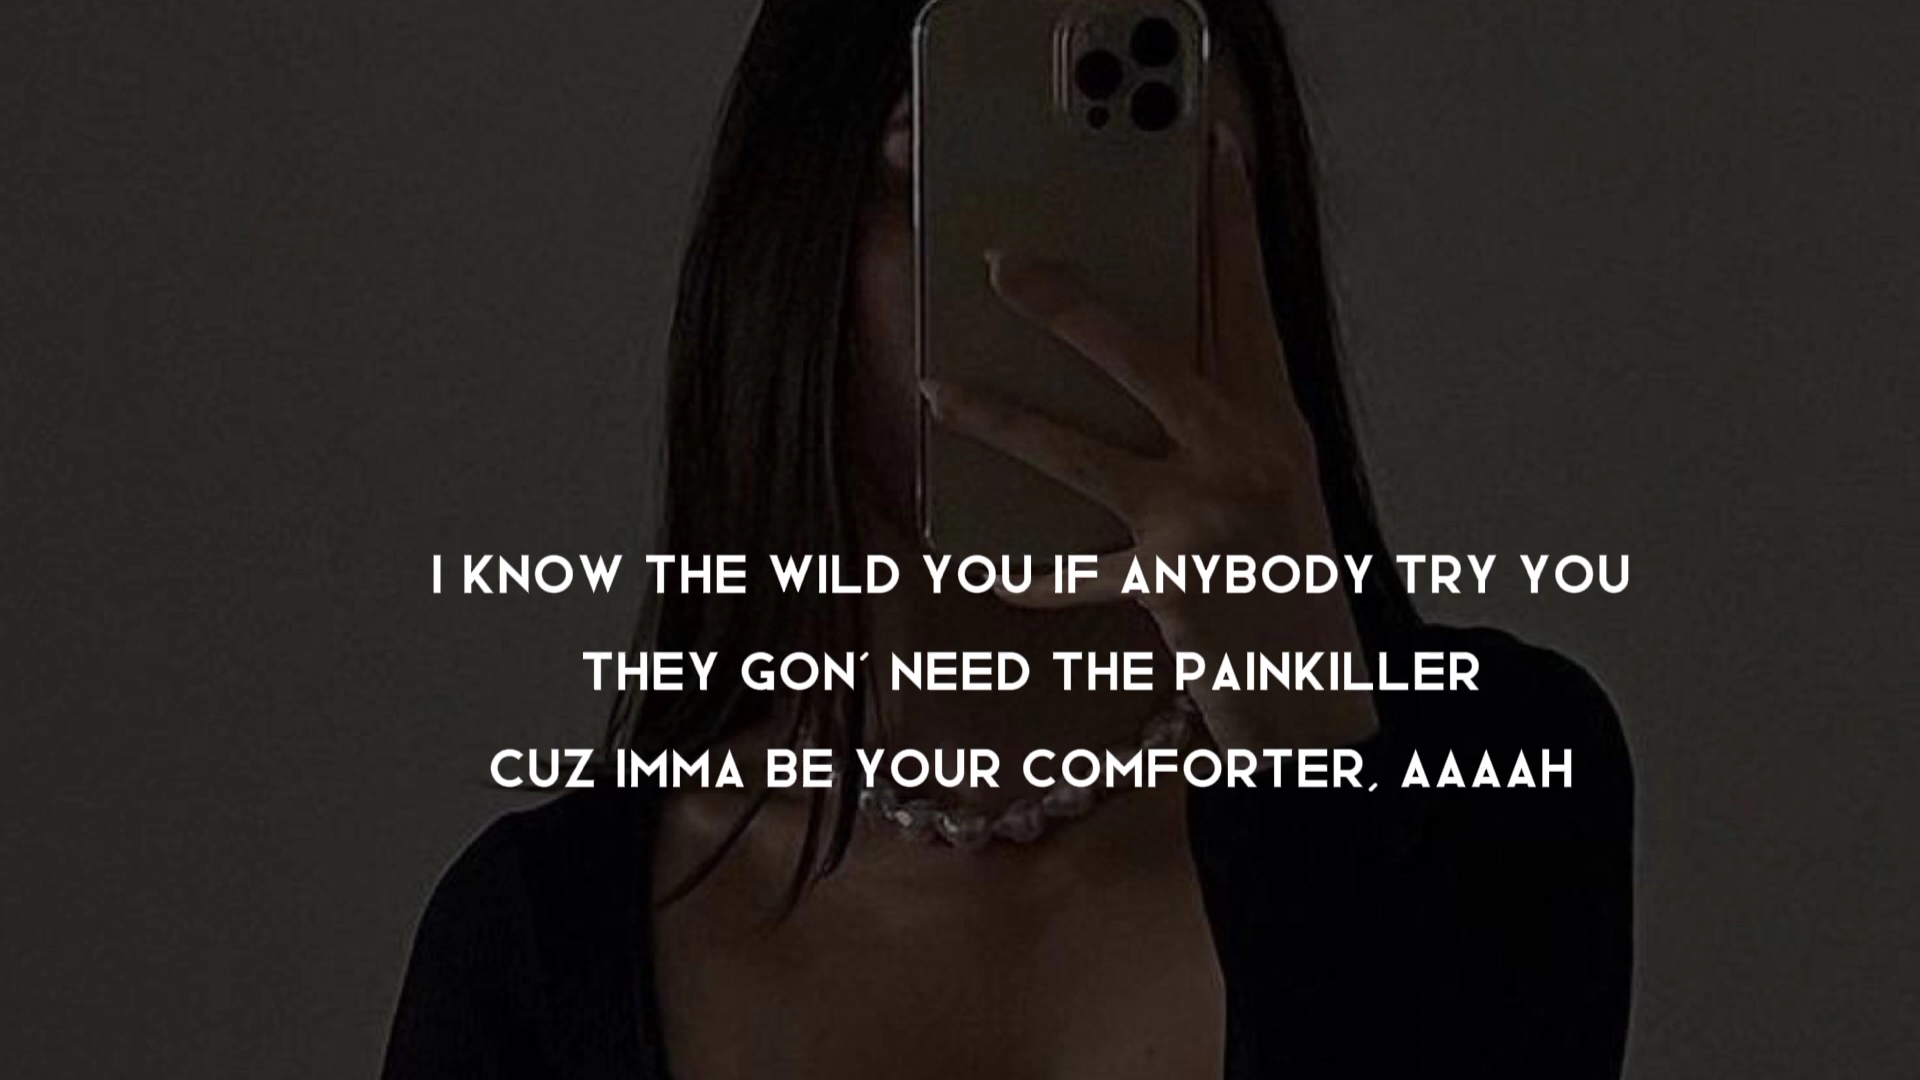 I KNOW THE WILD YOU IF ANYBODY TRY YOU
THEY GON' NEED THE PAINKILLER
CUZ IMMA BE YOUR COMFORTER, AAAAH